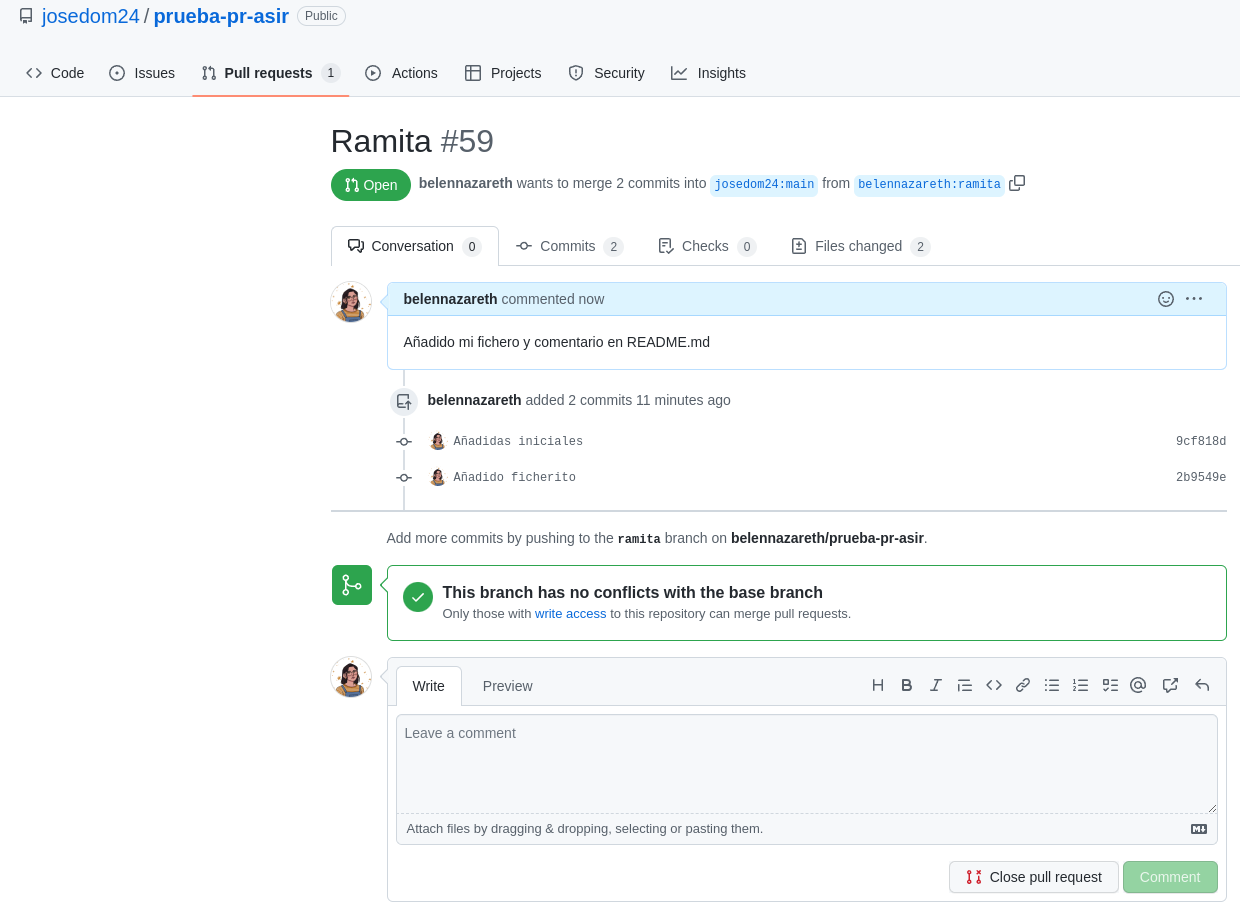 josedom24 / prueba-pr-asir Public
Code Issues Pull requests 1 Actions Projects Security Insights
Ramita #59
Open belennazareth wants to merge 2 commits into josedom24:main from belennazareth:ramita
Conversation 0 Commits 2 Checks 0 Files changed 2
belennazareth commented now
Añadido mi fichero y comentario en README.md
belennazareth added 2 commits 11 minutes ago
Añadidas iniciales 9cf818d
Añadido ficherito 2b9549e
Add more commits by pushing to the ramita branch on belennazareth/prueba-pr-asir.
This branch has no conflicts with the base branch
Only those with write access to this repository can merge pull requests.
Write Preview
Leave a comment
Attach files by dragging & dropping, selecting or pasting them.
Close pull request Comment